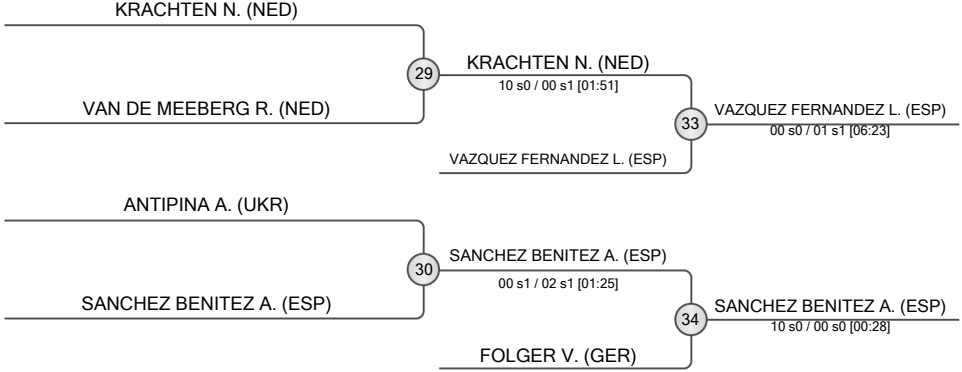 KRACHTEN N. (NED)
29
KRACHTEN N. (NED)
10 s0 / 00 s1 [01:51]
VAN DE MEEBERG R. (NED)
33
VAZQUEZ FERNANDEZ L. (ESP)
00 s0 / 01 s1 [06:23]
VAZQUEZ FERNANDEZ L. (ESP)
ANTIPINA A. (UKR)
30
SANCHEZ BENITEZ A. (ESP)
00 s1 / 02 s1 [01:25]
SANCHEZ BENITEZ A. (ESP)
34
SANCHEZ BENITEZ A. (ESP)
10 s0 / 00 s0 [00:28]
FOLGER V. (GER)